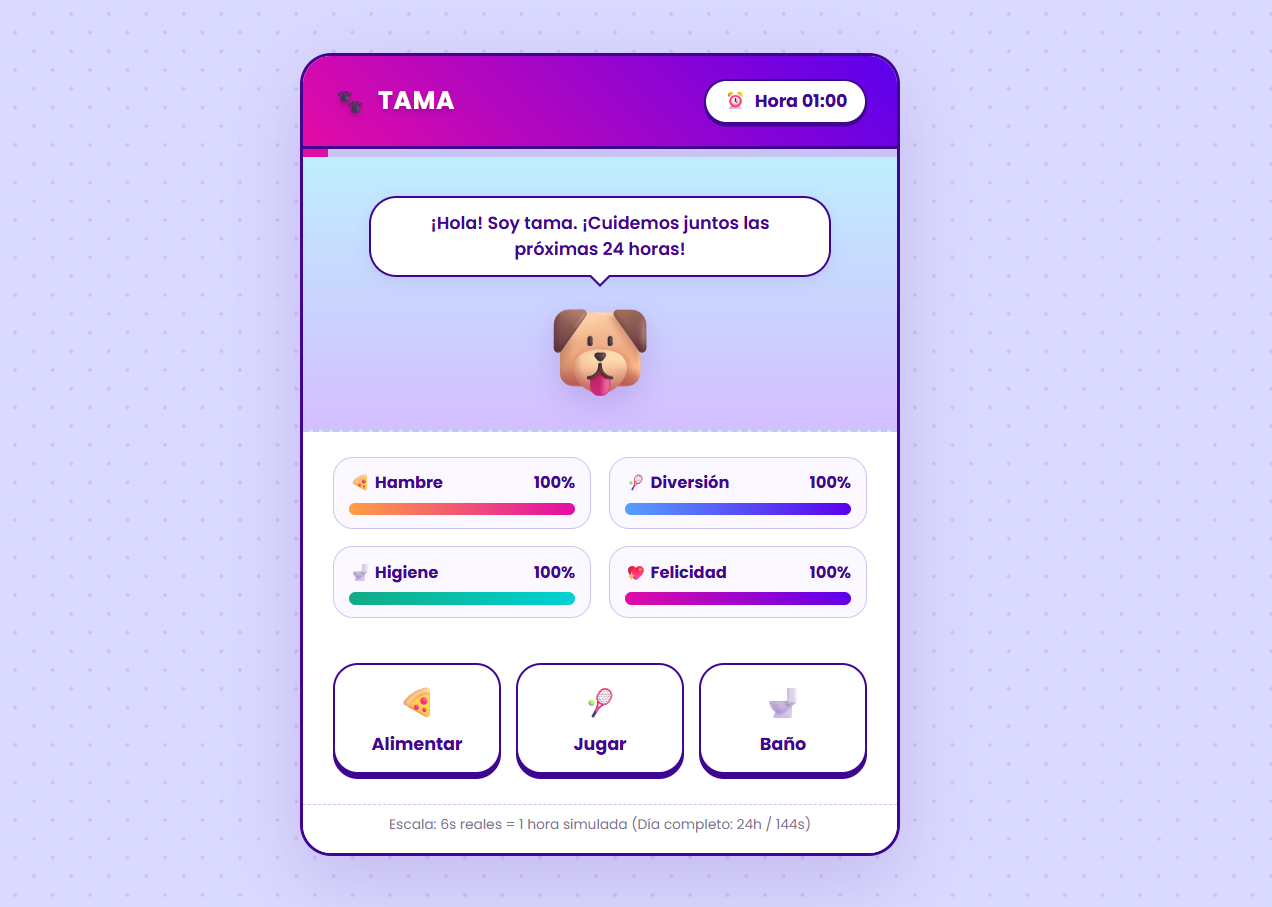 TAMA
Hora 01:00
¡Hola! Soy tama. ¡Cuidemos juntos las
próximas 24 horas!
Hambre 100%
Diversión 100%
Higiene 100%
Felicidad 100%
Alimentar
Jugar
Baño
Escala: 6s reales = 1 hora simulada (Día completo: 24h / 144s)